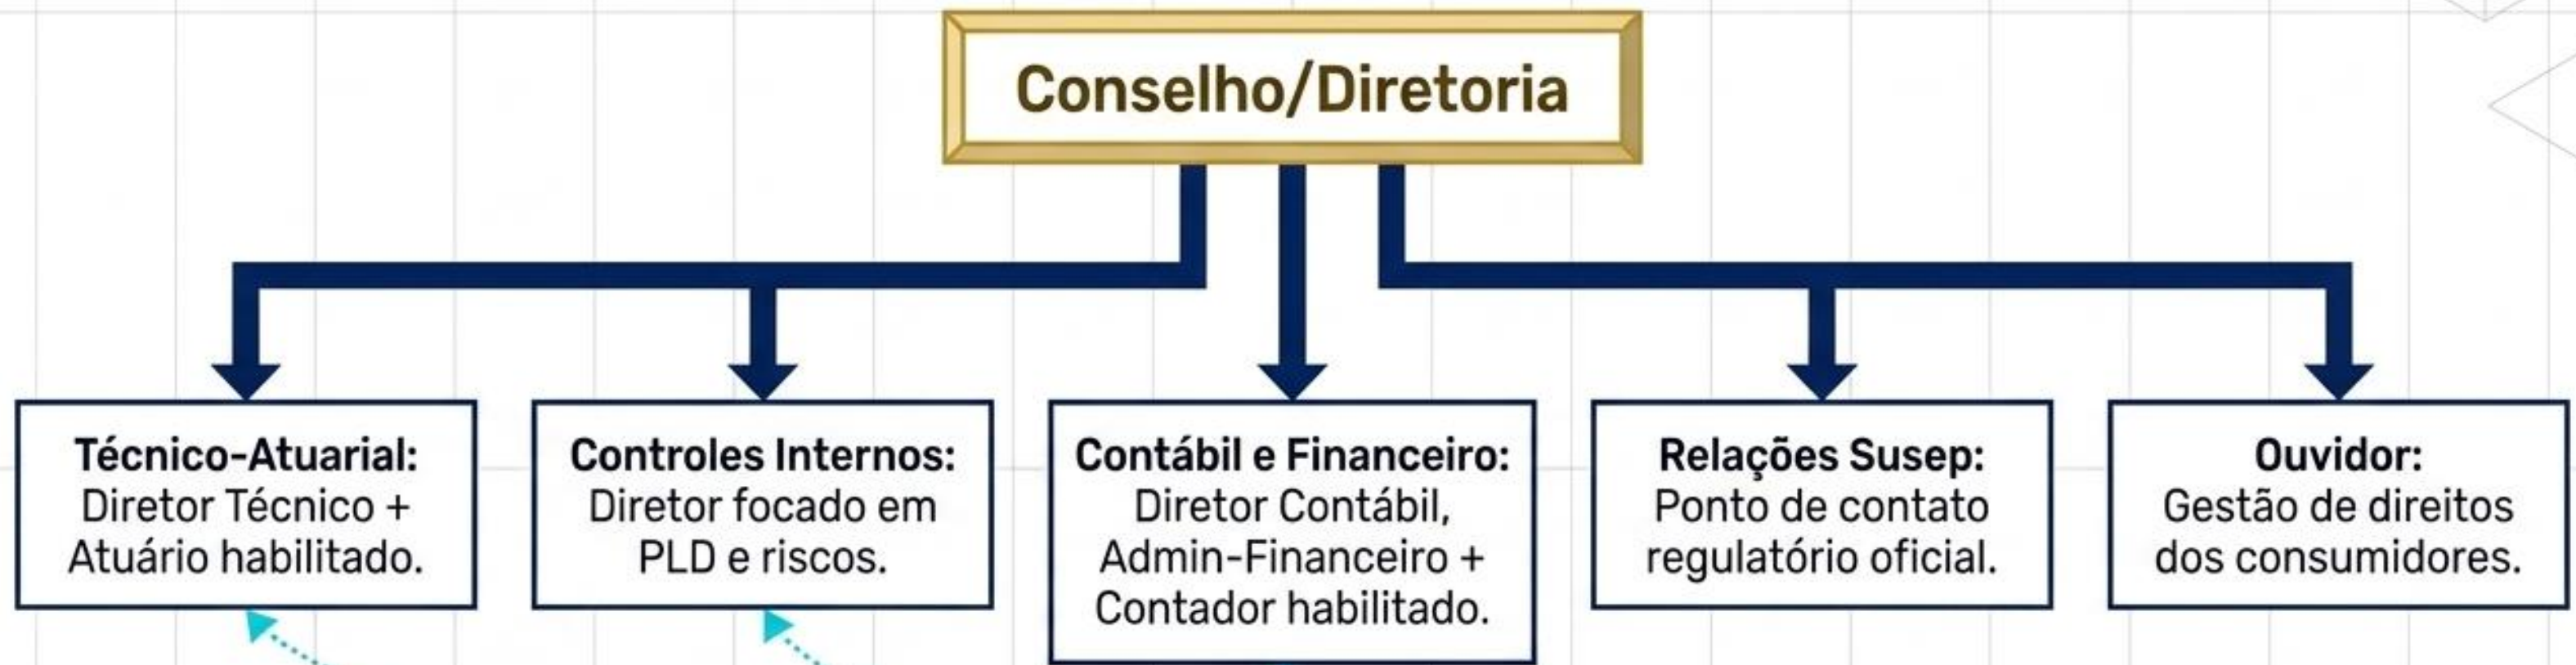 Conselho/Diretoria
Técnico-Atuarial:
Diretor Técnico +
Atuário habilitado.
Controles Internos:
Diretor focado em
PLD e riscos.
Contábil e Financeiro:
Diretor Contábil,
Admin-Financeiro +
Contador habilitado.
Relações Susep:
Ponto de contato
regulatório oficial.
Ouvidor:
Gestão de direitos
dos consumidores.